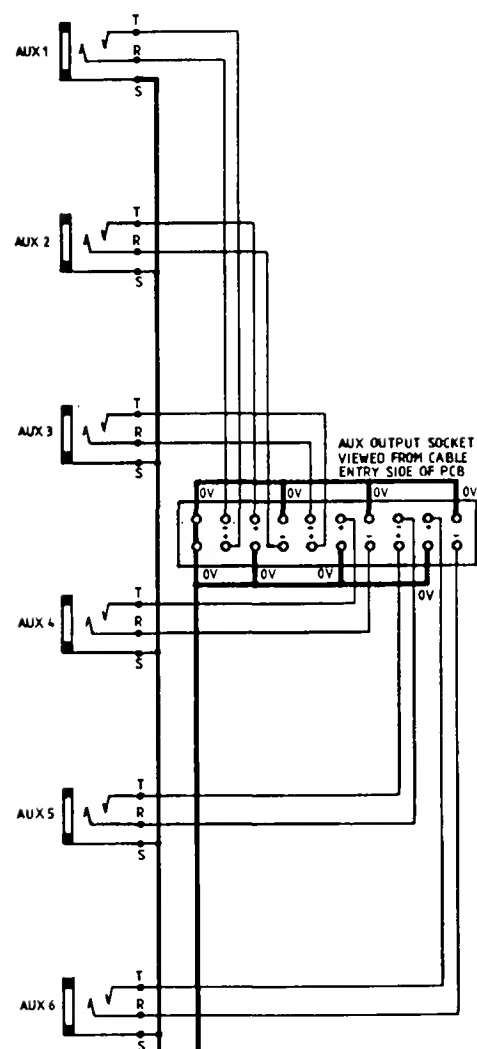 T
AUX 1
R
S
T
AUX 2
R
S
T
AUX 3
R
S
AUX OUTPUT SOCKET
VIEWED FROM CABLE
ENTRY SIDE OF PCB
0V 0V 0V 0V
0V 0V 0V
0V
T
AUX 4
R
S
T
AUX 5
R
S
T
AUX 6
R
S